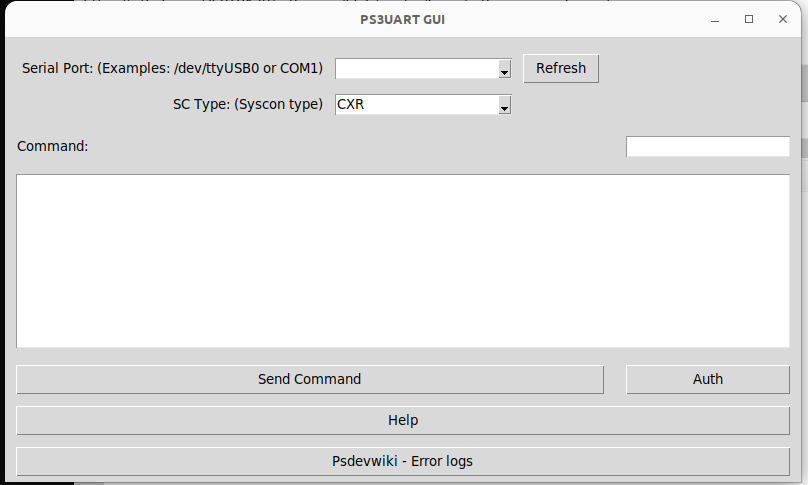 PS3UART GUI
Serial Port: (Examples: /dev/ttyUSB0 or COM1)
Refresh
SC Type: (Syscon type)
CXR
Command:
Send Command
Auth
Help
Psdevwiki - Error logs